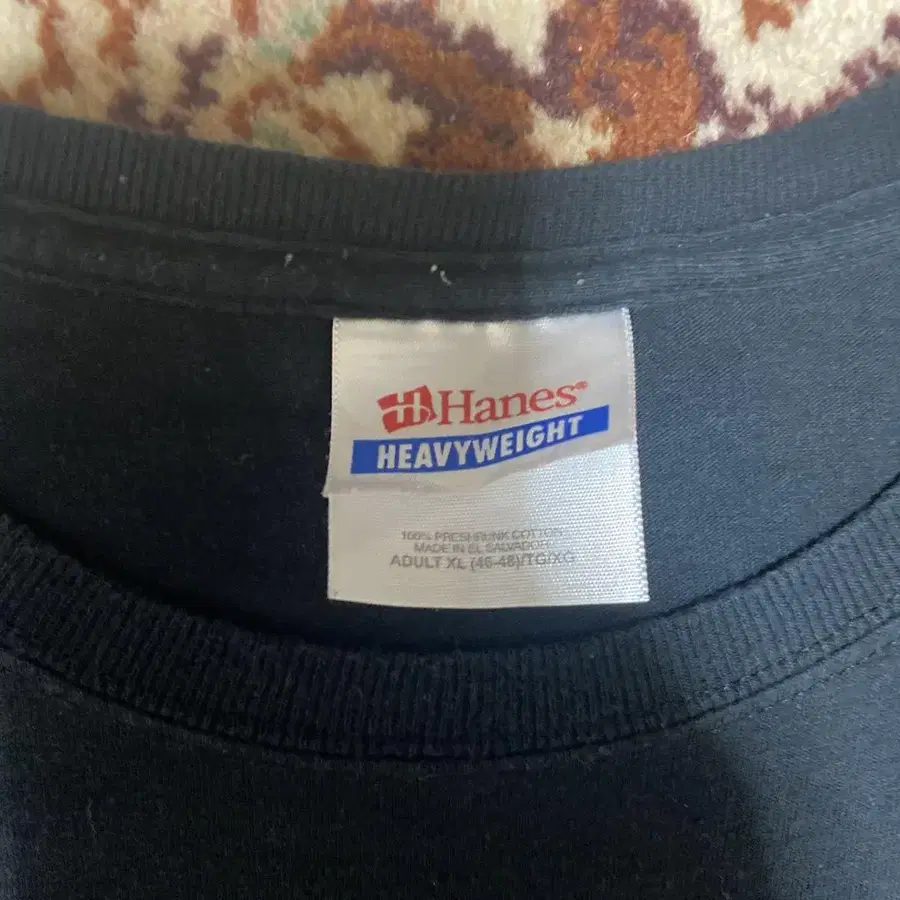 Hanes®
HEAVYWEIGHT
100% PRESHRUNK COTTON
MADE IN EL SALVADOR
ADULT XL (46-48)/TG/XG